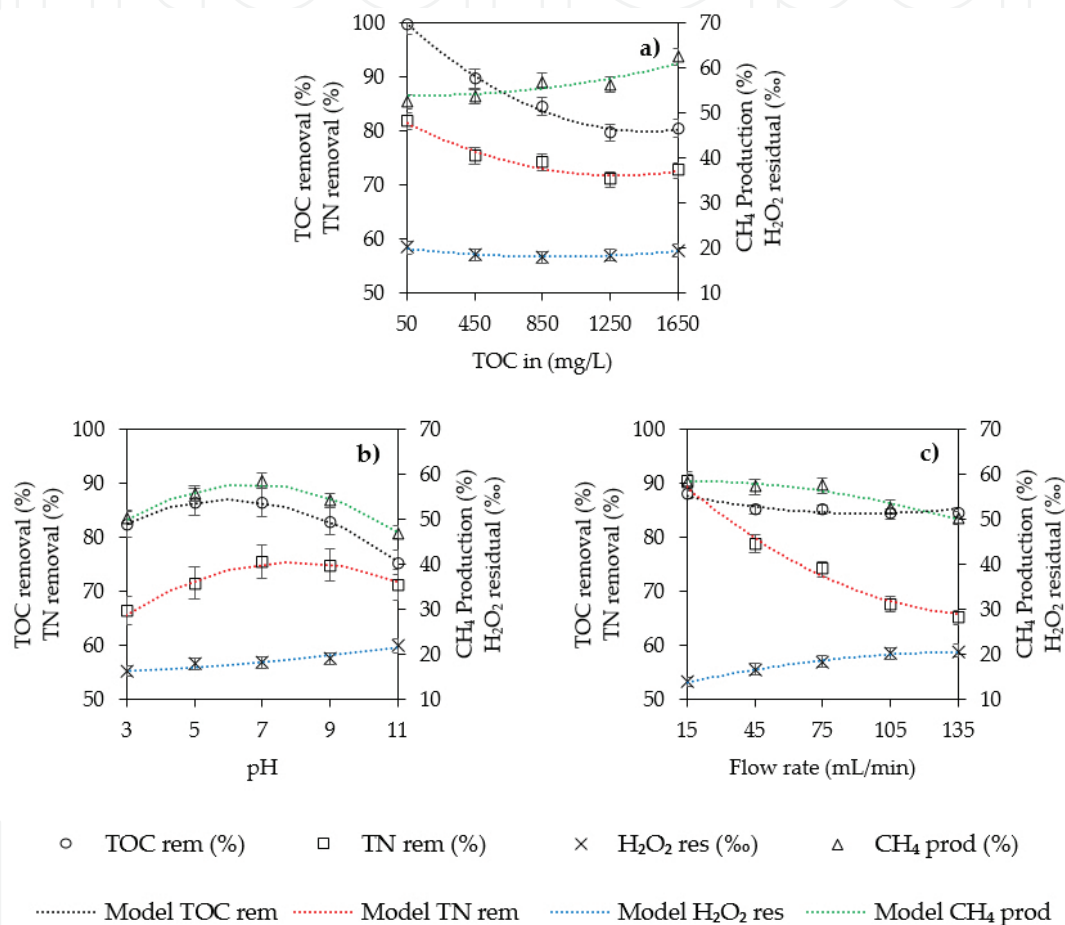 a)
100
90
80
70
60
50
TOC removal (%)
TN removal (%)
70
60
50
40
30
20
10
CH₄ Production (%)
H₂O₂ residual (‰)
50 450 850 1250 1650
TOC in (mg/L)
b)
100
90
80
70
60
50
TOC removal (%)
TN removal (%)
70
60
50
40
30
20
10
CH₄ Production (%)
H₂O₂ residual (‰)
3 5 7 9 11
pH
c)
100
90
80
70
60
50
TOC removal (%)
TN removal (%)
70
60
50
40
30
20
10
CH₄ Production (%)
H₂O₂ residual (‰)
15 45 75 105 135
Flow rate (mL/min)
TOC rem (%) TN rem (%) H₂O₂ res (‰) CH₄ prod (%)
Model TOC rem Model TN rem Model H₂O₂ res Model CH₄ prod